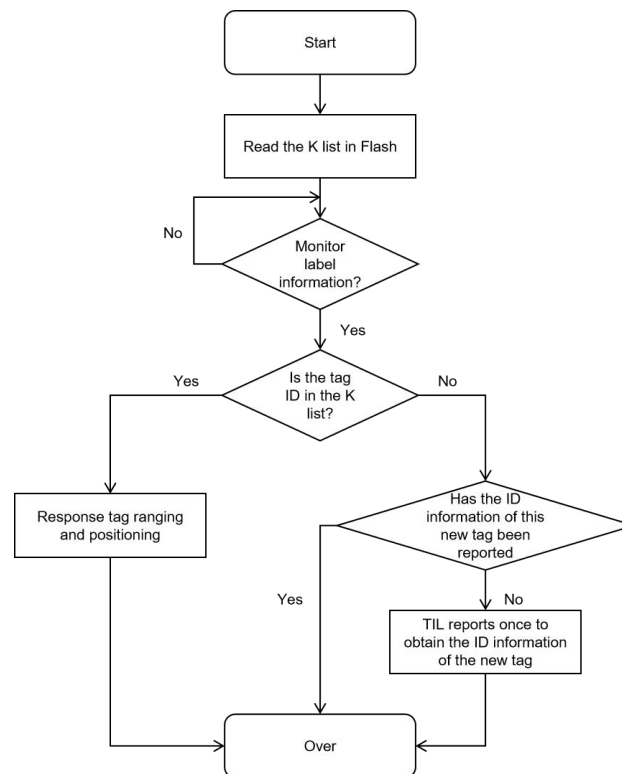 Start
Read the K list in Flash
No
Monitor
label
information?
Yes
Yes
Is the tag
ID in the K
list?
No
Response tag ranging
and positioning
Has the ID
information of this
new tag been
reported
Yes
No
TIL reports once to
obtain the ID information
of the new tag
Over